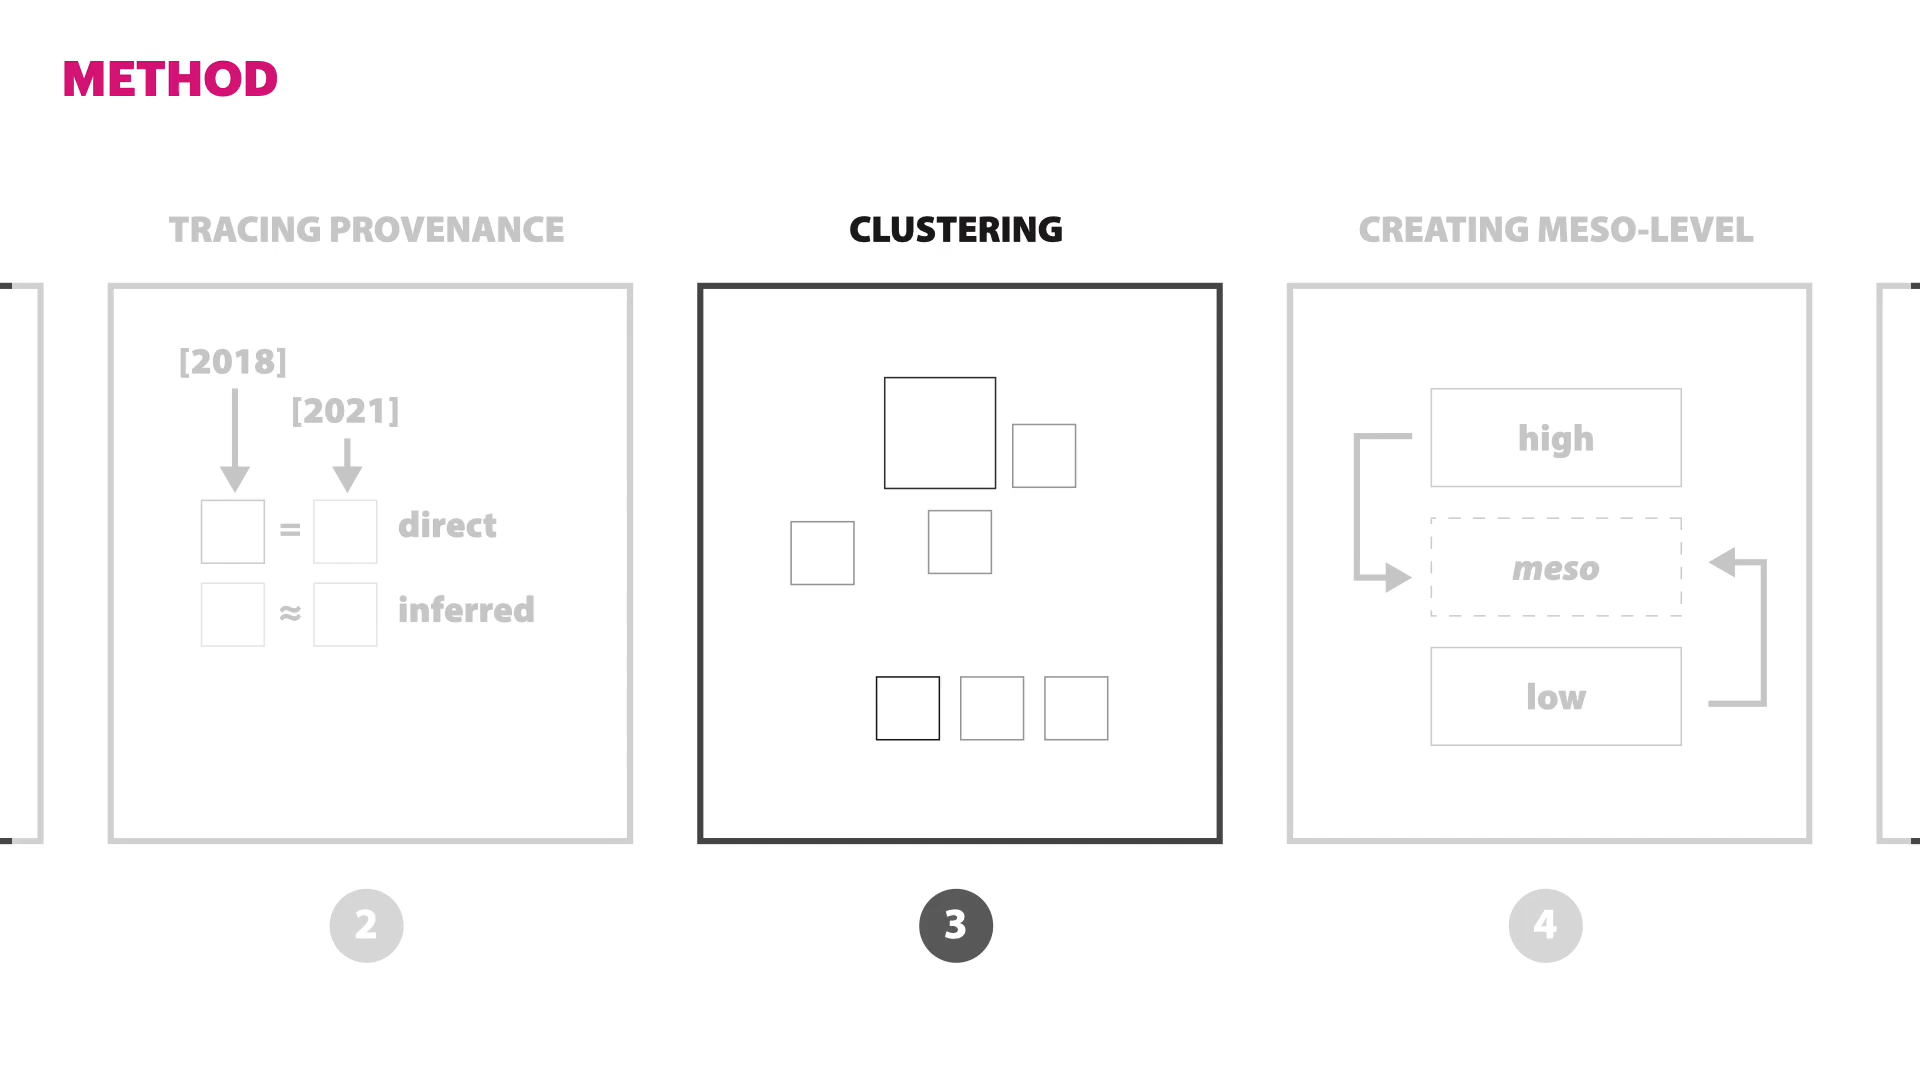 METHOD
TRACING PROVENANCE
[2018]
[2021]
= direct
≈ inferred
2
CLUSTERING
3
CREATING MESO-LEVEL
high
meso
low
4